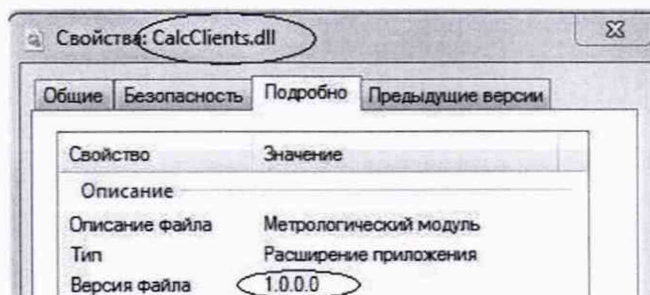 Свойства: CalcClients.dll
Общие Безопасность Подробно Предыдущие версии
Свойство Значение
Описание
Описание файла Метрологический модуль
Тип Расширение приложения
Версия файла 1.0.0.0